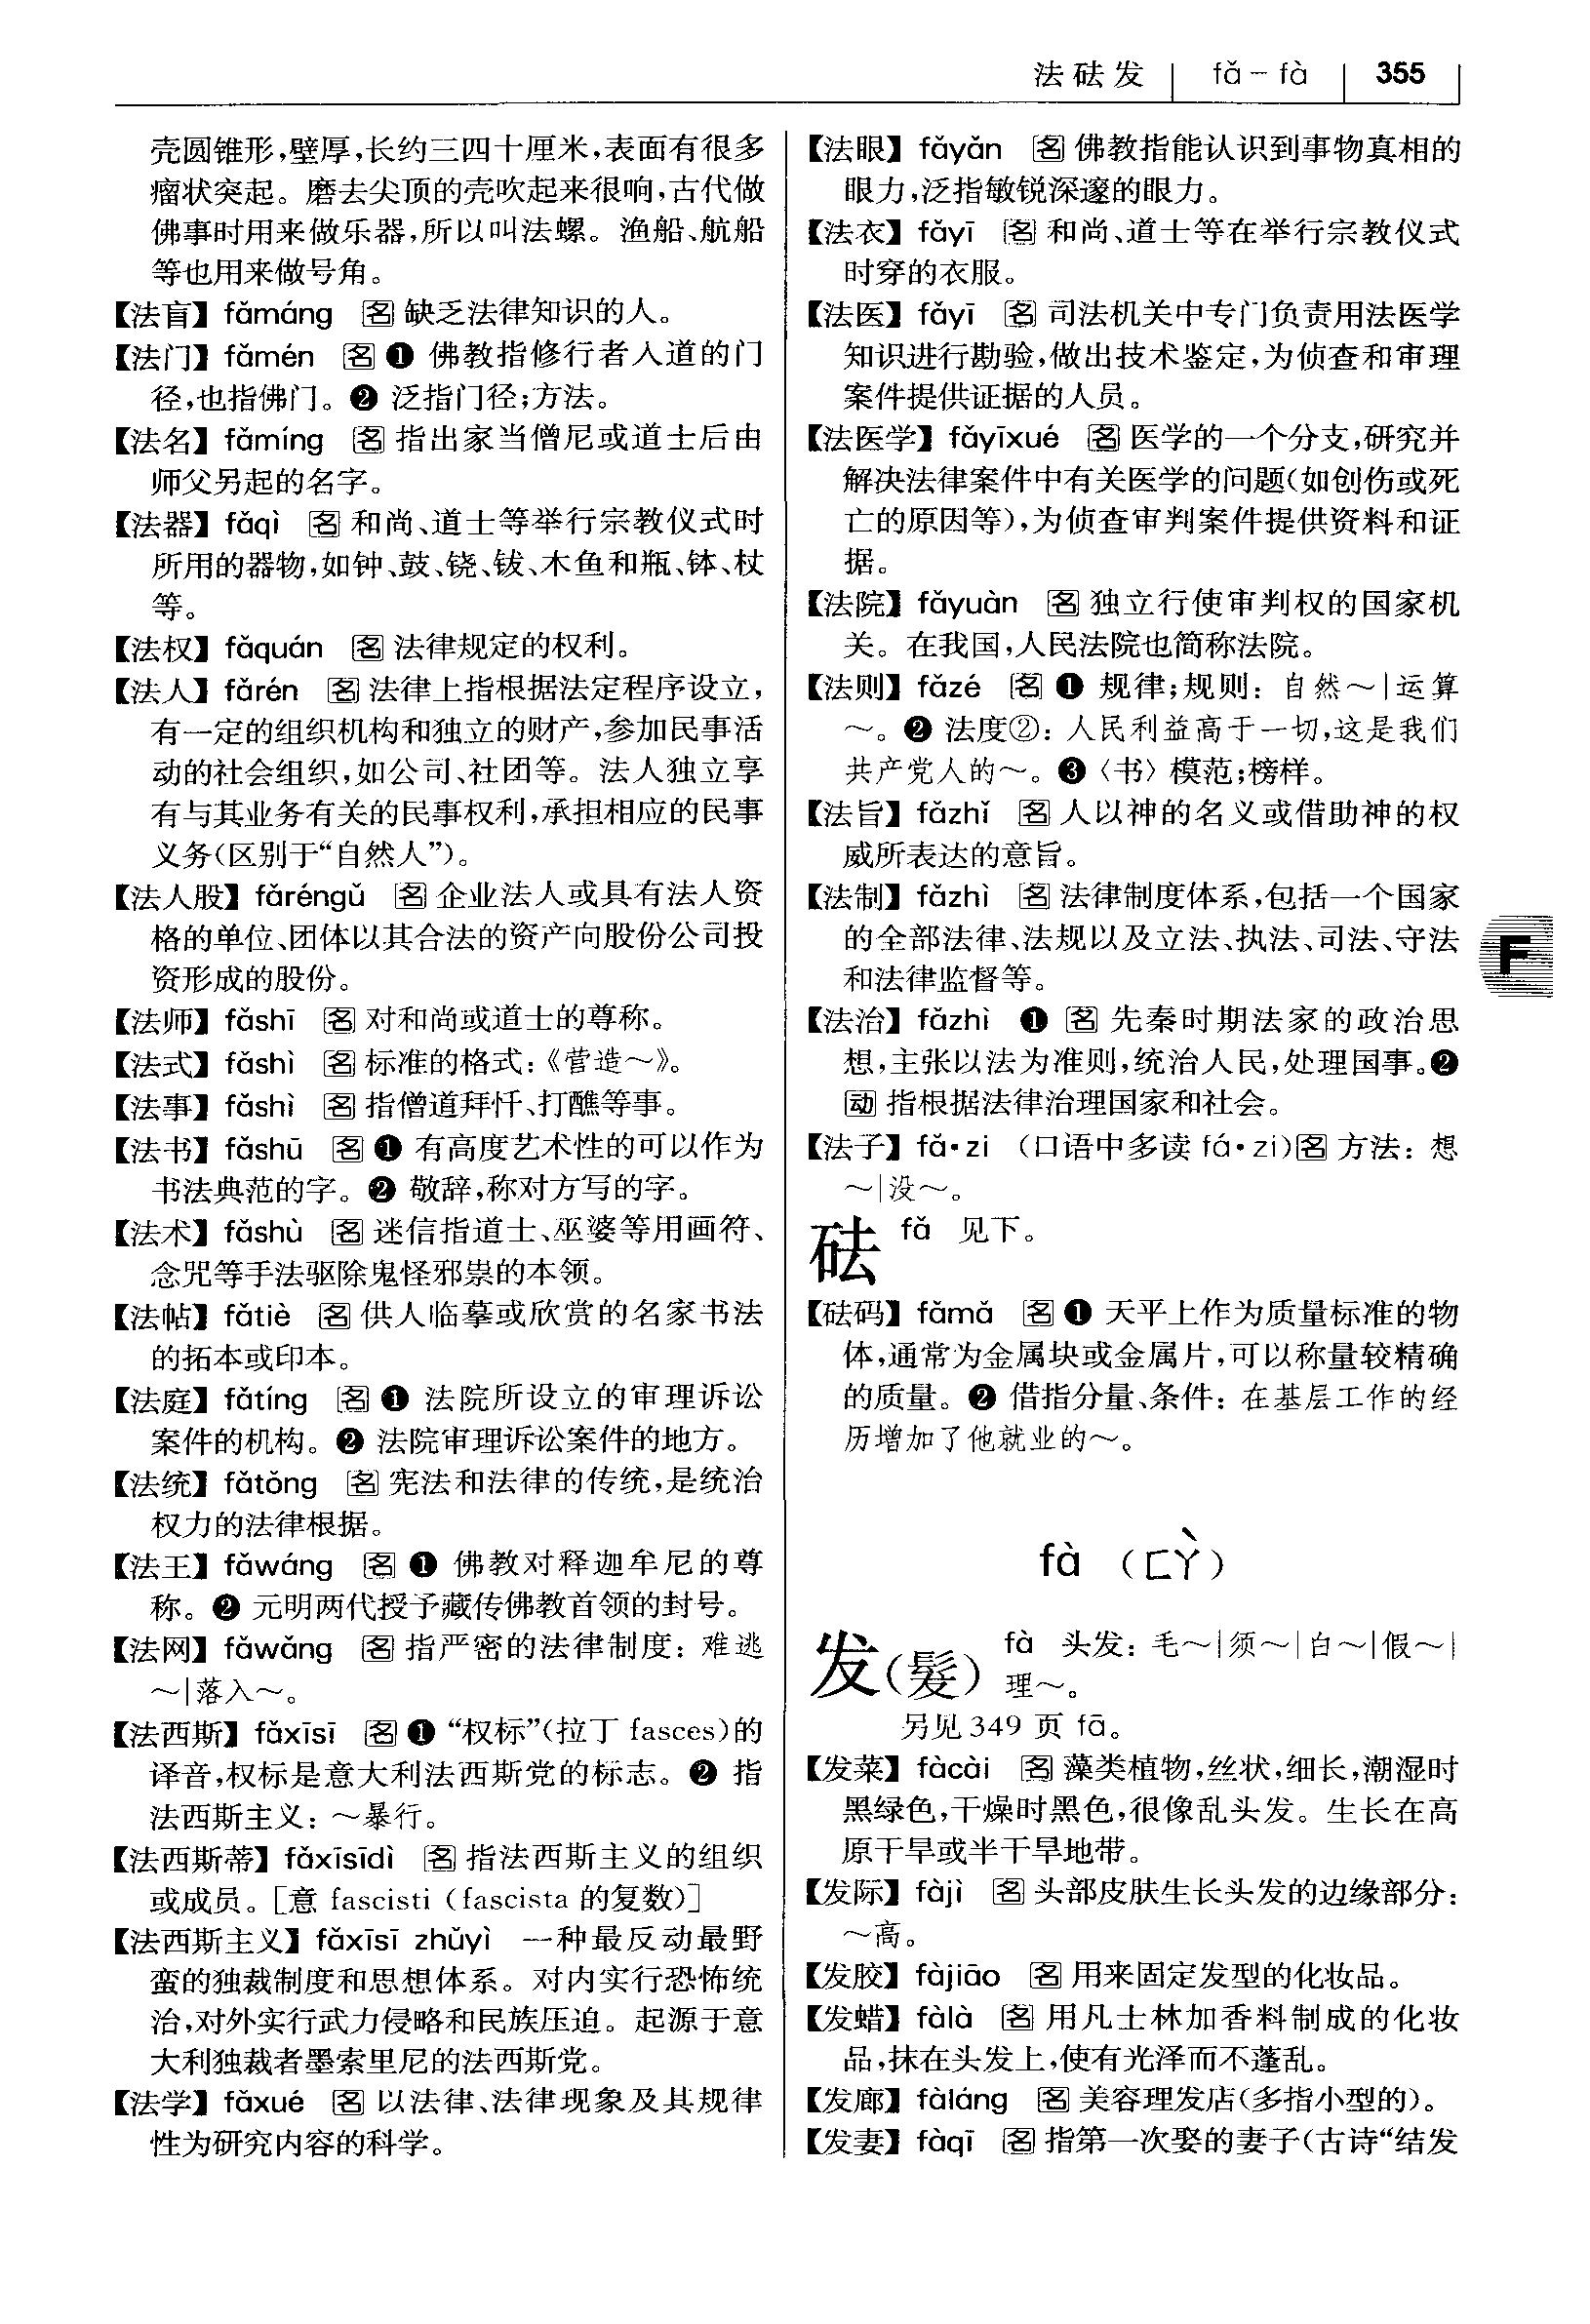 法砝发 fǎ－fà 355
壳圆锥形,壁厚,长约三四十厘米,表面有很多
瘤状突起。磨去尖顶的壳吹起来很响,古代做
佛事时用来做乐器,所以叫法螺。渔船、航船
等也用来做号角。
【法盲】fǎmáng 名 缺乏法律知识的人。
【法门】fǎmén 名 ❶ 佛教指修行者入道的门
径,也指佛门。❷ 泛指门径;方法。
【法名】fǎmíng 名 指出家当僧尼或道士后由
师父另起的名字。
【法器】fǎqì 名 和尚、道士等举行宗教仪式时
所用的器物,如钟、鼓、铙、钹、木鱼和瓶、钵、杖
等。
【法权】fǎquán 名 法律规定的权利。
【法人】fǎrén 名 法律上指根据法定程序设立,
有一定的组织机构和独立的财产,参加民事活
动的社会组织,如公司、社团等。法人独立享
有与其业务有关的民事权利,承担相应的民事
义务(区别于“自然人”)。
【法人股】fǎréngǔ 名 企业法人或具有法人资
格的单位、团体以其合法的资产向股份公司投
资形成的股份。
【法师】fǎshī 名 对和尚或道士的尊称。
【法式】fǎshì 名 标准的格式:《营造～》。
【法事】fǎshì 名 指僧道拜忏、打醮等事。
【法书】fǎshū 名 ❶ 有高度艺术性的可以作为
书法典范的字。❷ 敬辞,称对方写的字。
【法术】fǎshù 名 迷信指道士、巫婆等用画符、
念咒等手法驱除鬼怪邪祟的本领。
【法帖】fǎtiè 名 供人临摹或欣赏的名家书法
的拓本或印本。
【法庭】fǎtíng 名 ❶ 法院所设立的审理诉讼
案件的机构。❷ 法院审理诉讼案件的地方。
【法统】fǎtǒng 名 宪法和法律的传统,是统治
权力的法律根据。
【法王】fǎwáng 名 ❶ 佛教对释迦牟尼的尊
称。❷ 元明两代授予藏传佛教首领的封号。
【法网】fǎwǎng 名 指严密的法律制度: 难逃
～|落入～。
【法西斯】fǎxīsī 名 ❶ “权标”(拉丁 fasces)的
译音,权标是意大利法西斯党的标志。❷ 指
法西斯主义: ～暴行。
【法西斯蒂】fǎxīsīdì 名 指法西斯主义的组织
或成员。[意 fascisti (fascista 的复数)]
【法西斯主义】fǎxīsī zhǔyì 一种最反动最野
蛮的独裁制度和思想体系。对内实行恐怖统
治,对外实行武力侵略和民族压迫。起源于意
大利独裁者墨索里尼的法西斯党。
【法学】fǎxué 名 以法律、法律现象及其规律
性为研究内容的科学。
【法眼】fǎyǎn 名 佛教指能认识到事物真相的
眼力,泛指敏锐深邃的眼力。
【法衣】fǎyī 名 和尚、道士等在举行宗教仪式
时穿的衣服。
【法医】fǎyī 名 司法机关中专门负责用法医学
知识进行勘验,做出技术鉴定,为侦查和审理
案件提供证据的人员。
【法医学】fǎyīxué 名 医学的一个分支,研究并
解决法律案件中有关医学的问题(如创伤或死
亡的原因等),为侦查审判案件提供资料和证
据。
【法院】fǎyuàn 名 独立行使审判权的国家机
关。在我国,人民法院也简称法院。
【法则】fǎzé 名 ❶ 规律;规则: 自然～|运算
～。❷ 法度②: 人民利益高于一切,这是我们
共产党人的～。❸〈书〉模范;榜样。
【法旨】fǎzhǐ 名 人以神的名义或借助神的权
威所表达的意旨。
【法制】fǎzhì 名 法律制度体系,包括一个国家
的全部法律、法规以及立法、执法、司法、守法
和法律监督等。
【法治】fǎzhì ❶ 名 先秦时期法家的政治思
想,主张以法为准则,统治人民,处理国事。❷
动 指根据法律治理国家和社会。
【法子】fǎ·zi (口语中多读 fá·zi)名 方法: 想
～|没～。
砝 fǎ 见下。
【砝码】fǎmǎ 名 ❶ 天平上作为质量标准的物
体,通常为金属块或金属片,可以称量较精确
的质量。❷ 借指分量、条件: 在基层工作的经
历增加了他就业的～。
F
fà (ㄈㄚˋ)
发(髮) fà 头发: 毛～|须～|白～|假～|
理～。
另见349 页 fā。
【发菜】fàcài 名 藻类植物,丝状,细长,潮湿时
黑绿色,干燥时黑色,很像乱头发。生长在高
原干旱或半干旱地带。
【发际】fàjì 名 头部皮肤生长头发的边缘部分:
～高。
【发胶】fàjiāo 名 用来固定发型的化妆品。
【发蜡】fàlà 名 用凡士林加香料制成的化妆
品,抹在头发上,使有光泽而不蓬乱。
【发廊】fàláng 名 美容理发店(多指小型的)。
【发妻】fàqī 名 指第一次娶的妻子(古诗“结发